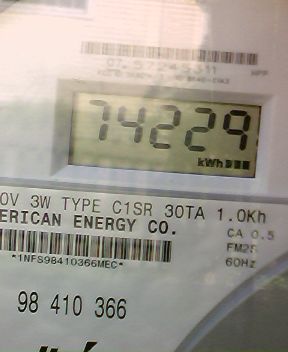 74229
kWh
0V 3W TYPE C1SR 30TA 1.0Kh
ERICAN ENERGY CO.
CA 0.5
FM2S
60Hz
*1NFS98410366MEC*
98 410 366